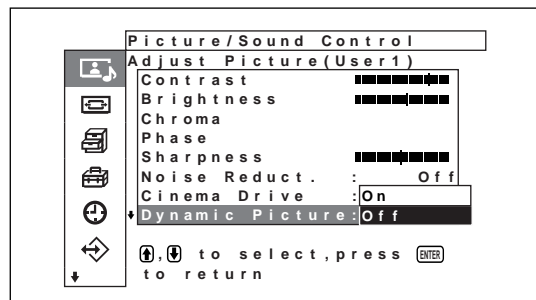 Picture/Sound Control
Adjust Picture(User1)
Contrast
Brightness
Chroma
Phase
Sharpness
Noise Reduct. : Off
Cinema Drive :On
Dynamic Picture:Off
, to select,press ENTER
to return